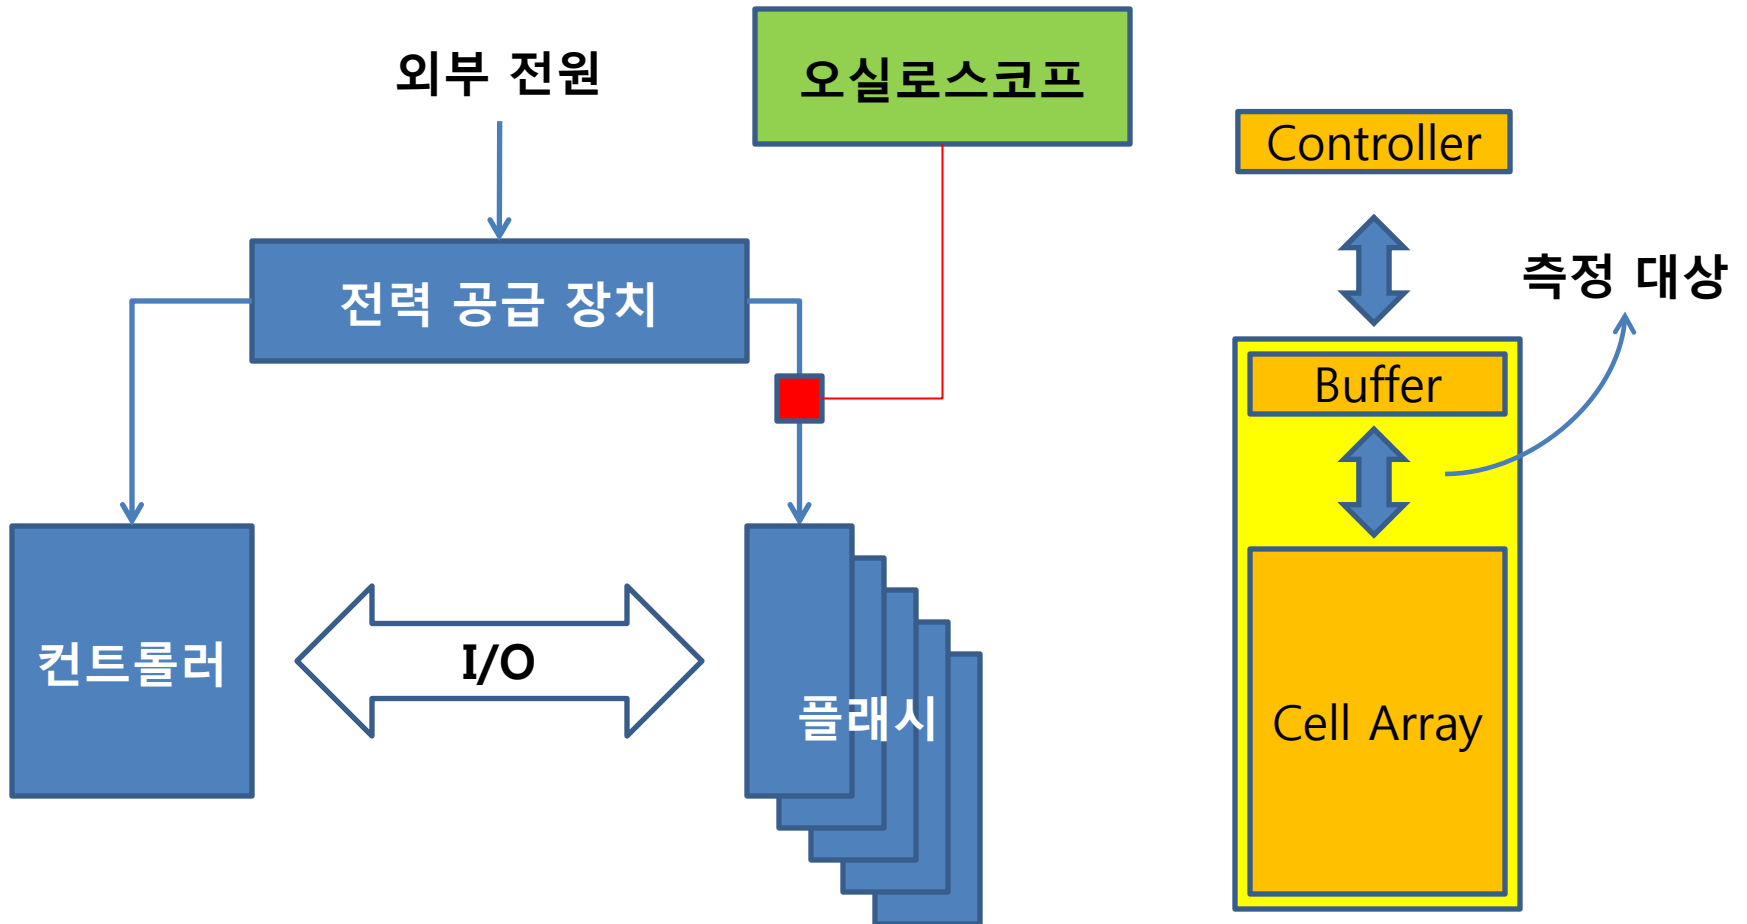 외부 전원
오실로스코프
전력 공급 장치
컨트롤러
I/O
플래시
Controller
측정 대상
Buffer
Cell Array